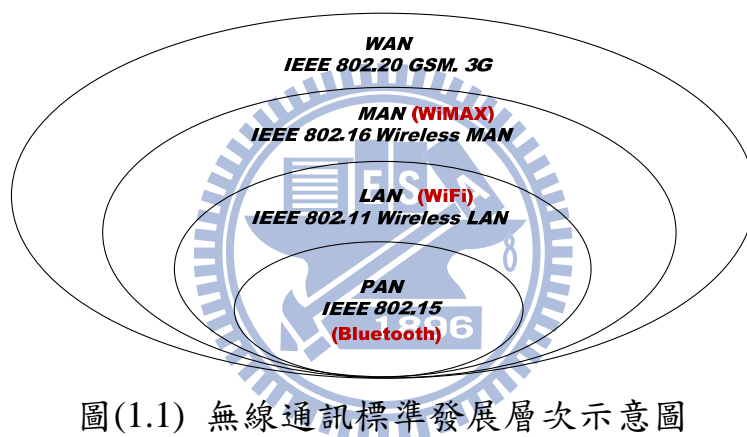 WAN
IEEE 802.20 GSM. 3G
MAN (WiMAX)
IEEE 802.16 Wireless MAN
LAN (WiFi)
IEEE 802.11 Wireless LAN
E S A
8
PAN
IEEE 802.15
1896
(Bluetooth)
圖(1.1) 無線通訊標準發展層次示意圖